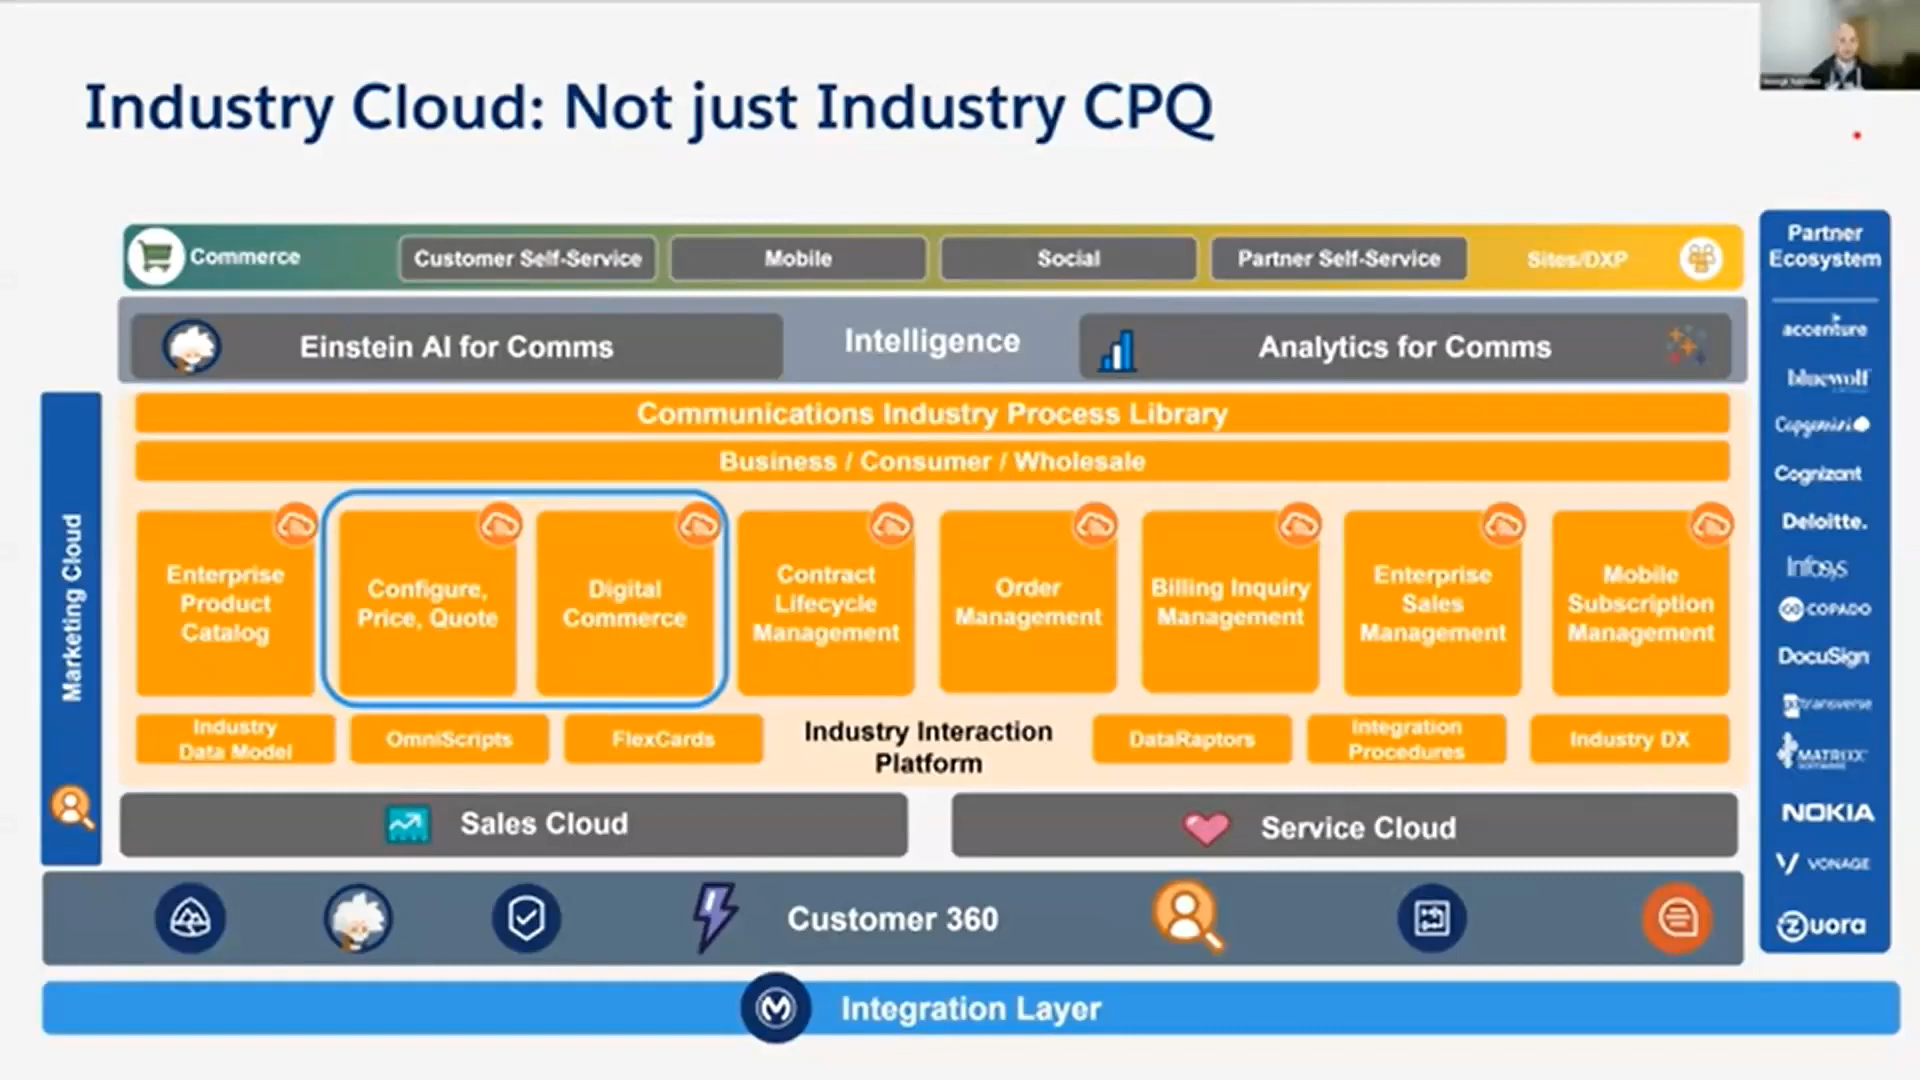 Industry Cloud: Not just Industry CPQ
Commerce
Customer Self-Service
Mobile
Social
Partner Self-Service
Sites/DXP
Einstein AI for Comms
Intelligence
Analytics for Comms
Communications Industry Process Library
Business / Consumer / Wholesale
Marketing Cloud
Enterprise
Product
Catalog
Configure,
Price, Quote
Digital
Commerce
Contract
Lifecycle
Management
Order
Management
Billing Inquiry
Management
Enterprise
Sales
Management
Mobile
Subscription
Management
Industry
Data Model
OmniScripts
FlexCards
Industry Interaction
Platform
DataRaptors
Integration
Procedures
Industry DX
Sales Cloud
Service Cloud
Customer 360
Integration Layer
Partner
Ecosystem
accenture
bluewolf
Capgemini
Cognizant
Deloitte.
Infosys
COPADO
DocuSign
transverse
MATRIXX
SOFTWARE
NOKIA
VONAGE
zuora